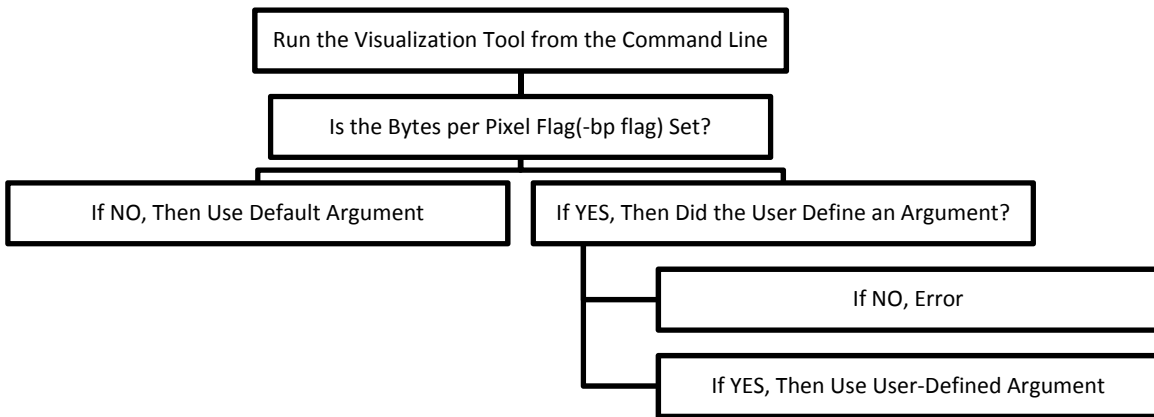 Run the Visualization Tool from the Command Line
Is the Bytes per Pixel Flag(-bp flag) Set?
If NO, Then Use Default Argument
If YES, Then Did the User Define an Argument?
If NO, Error
If YES, Then Use User-Defined Argument